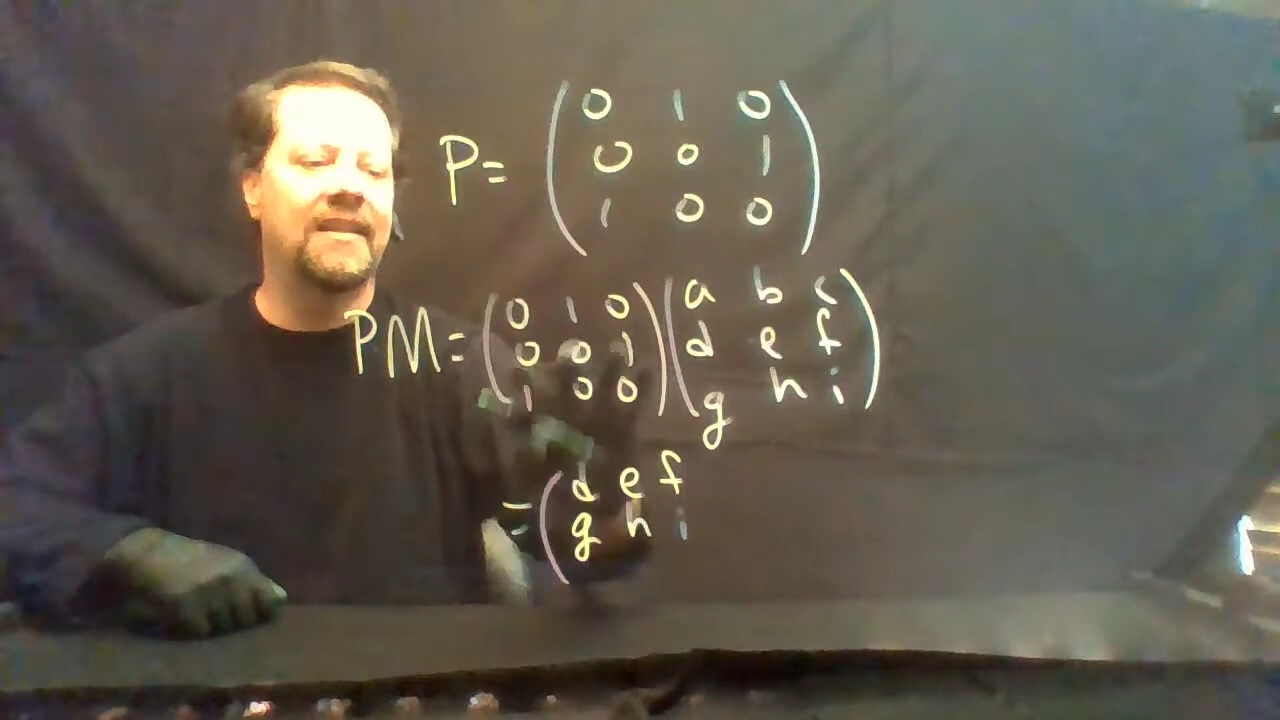 P= ( 0 1 0
0 0 1
1 0 0 )
PM= ( 0 1 0 ) ( a b c )
0 0 1 d e f
1 0 0 g h i
= ( d e f
g h i